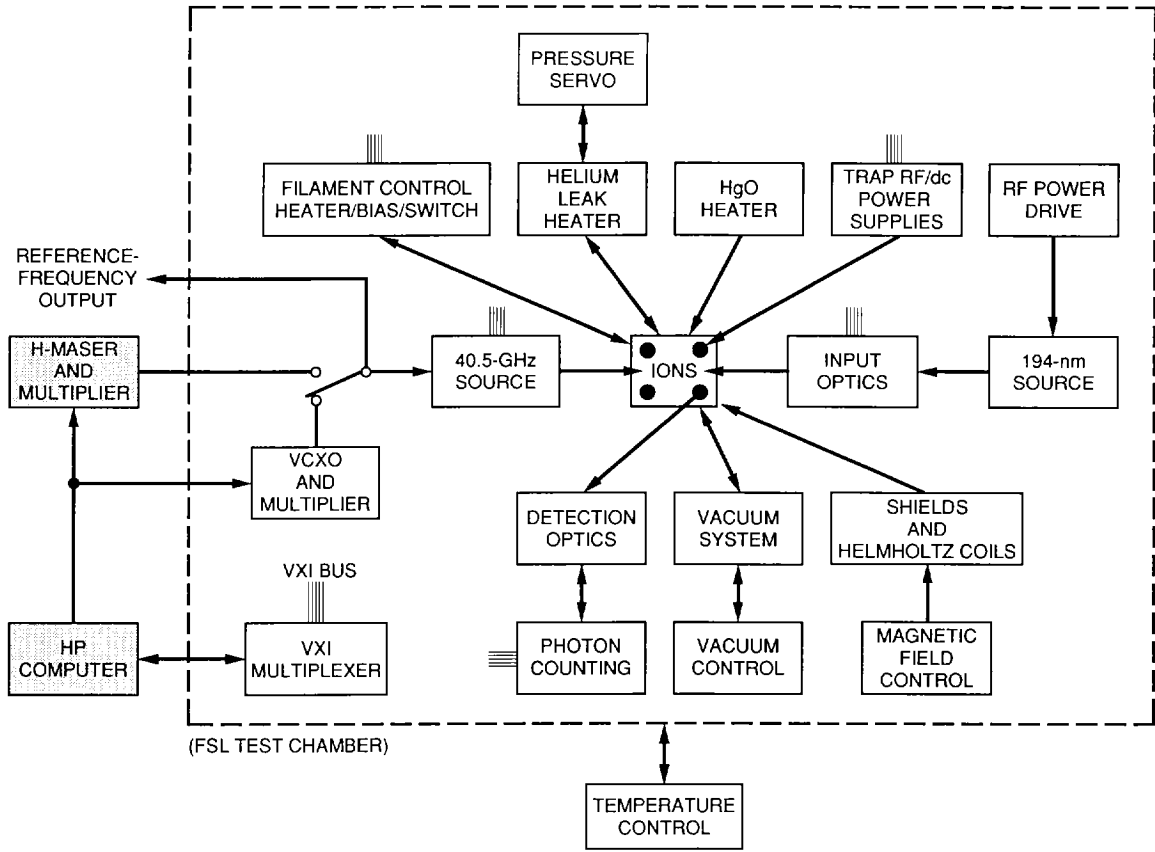 PRESSURE
SERVO
FILAMENT CONTROL
HEATER/BIAS/SWITCH
HELIUM
LEAK
HEATER
HgO
HEATER
TRAP RF/dc
POWER
SUPPLIES
RF POWER
DRIVE
REFERENCE-
FREQUENCY
OUTPUT
H-MASER
AND
MULTIPLIER
40.5-GHz
SOURCE
IONS
INPUT
OPTICS
194-nm
SOURCE
VCXO
AND
MULTIPLIER
DETECTION
OPTICS
VACUUM
SYSTEM
SHIELDS
AND
HELMHOLTZ COILS
VXI BUS
HP
COMPUTER
VXI
MULTIPLEXER
PHOTON
COUNTING
VACUUM
CONTROL
MAGNETIC
FIELD
CONTROL
(FSL TEST CHAMBER)
TEMPERATURE
CONTROL